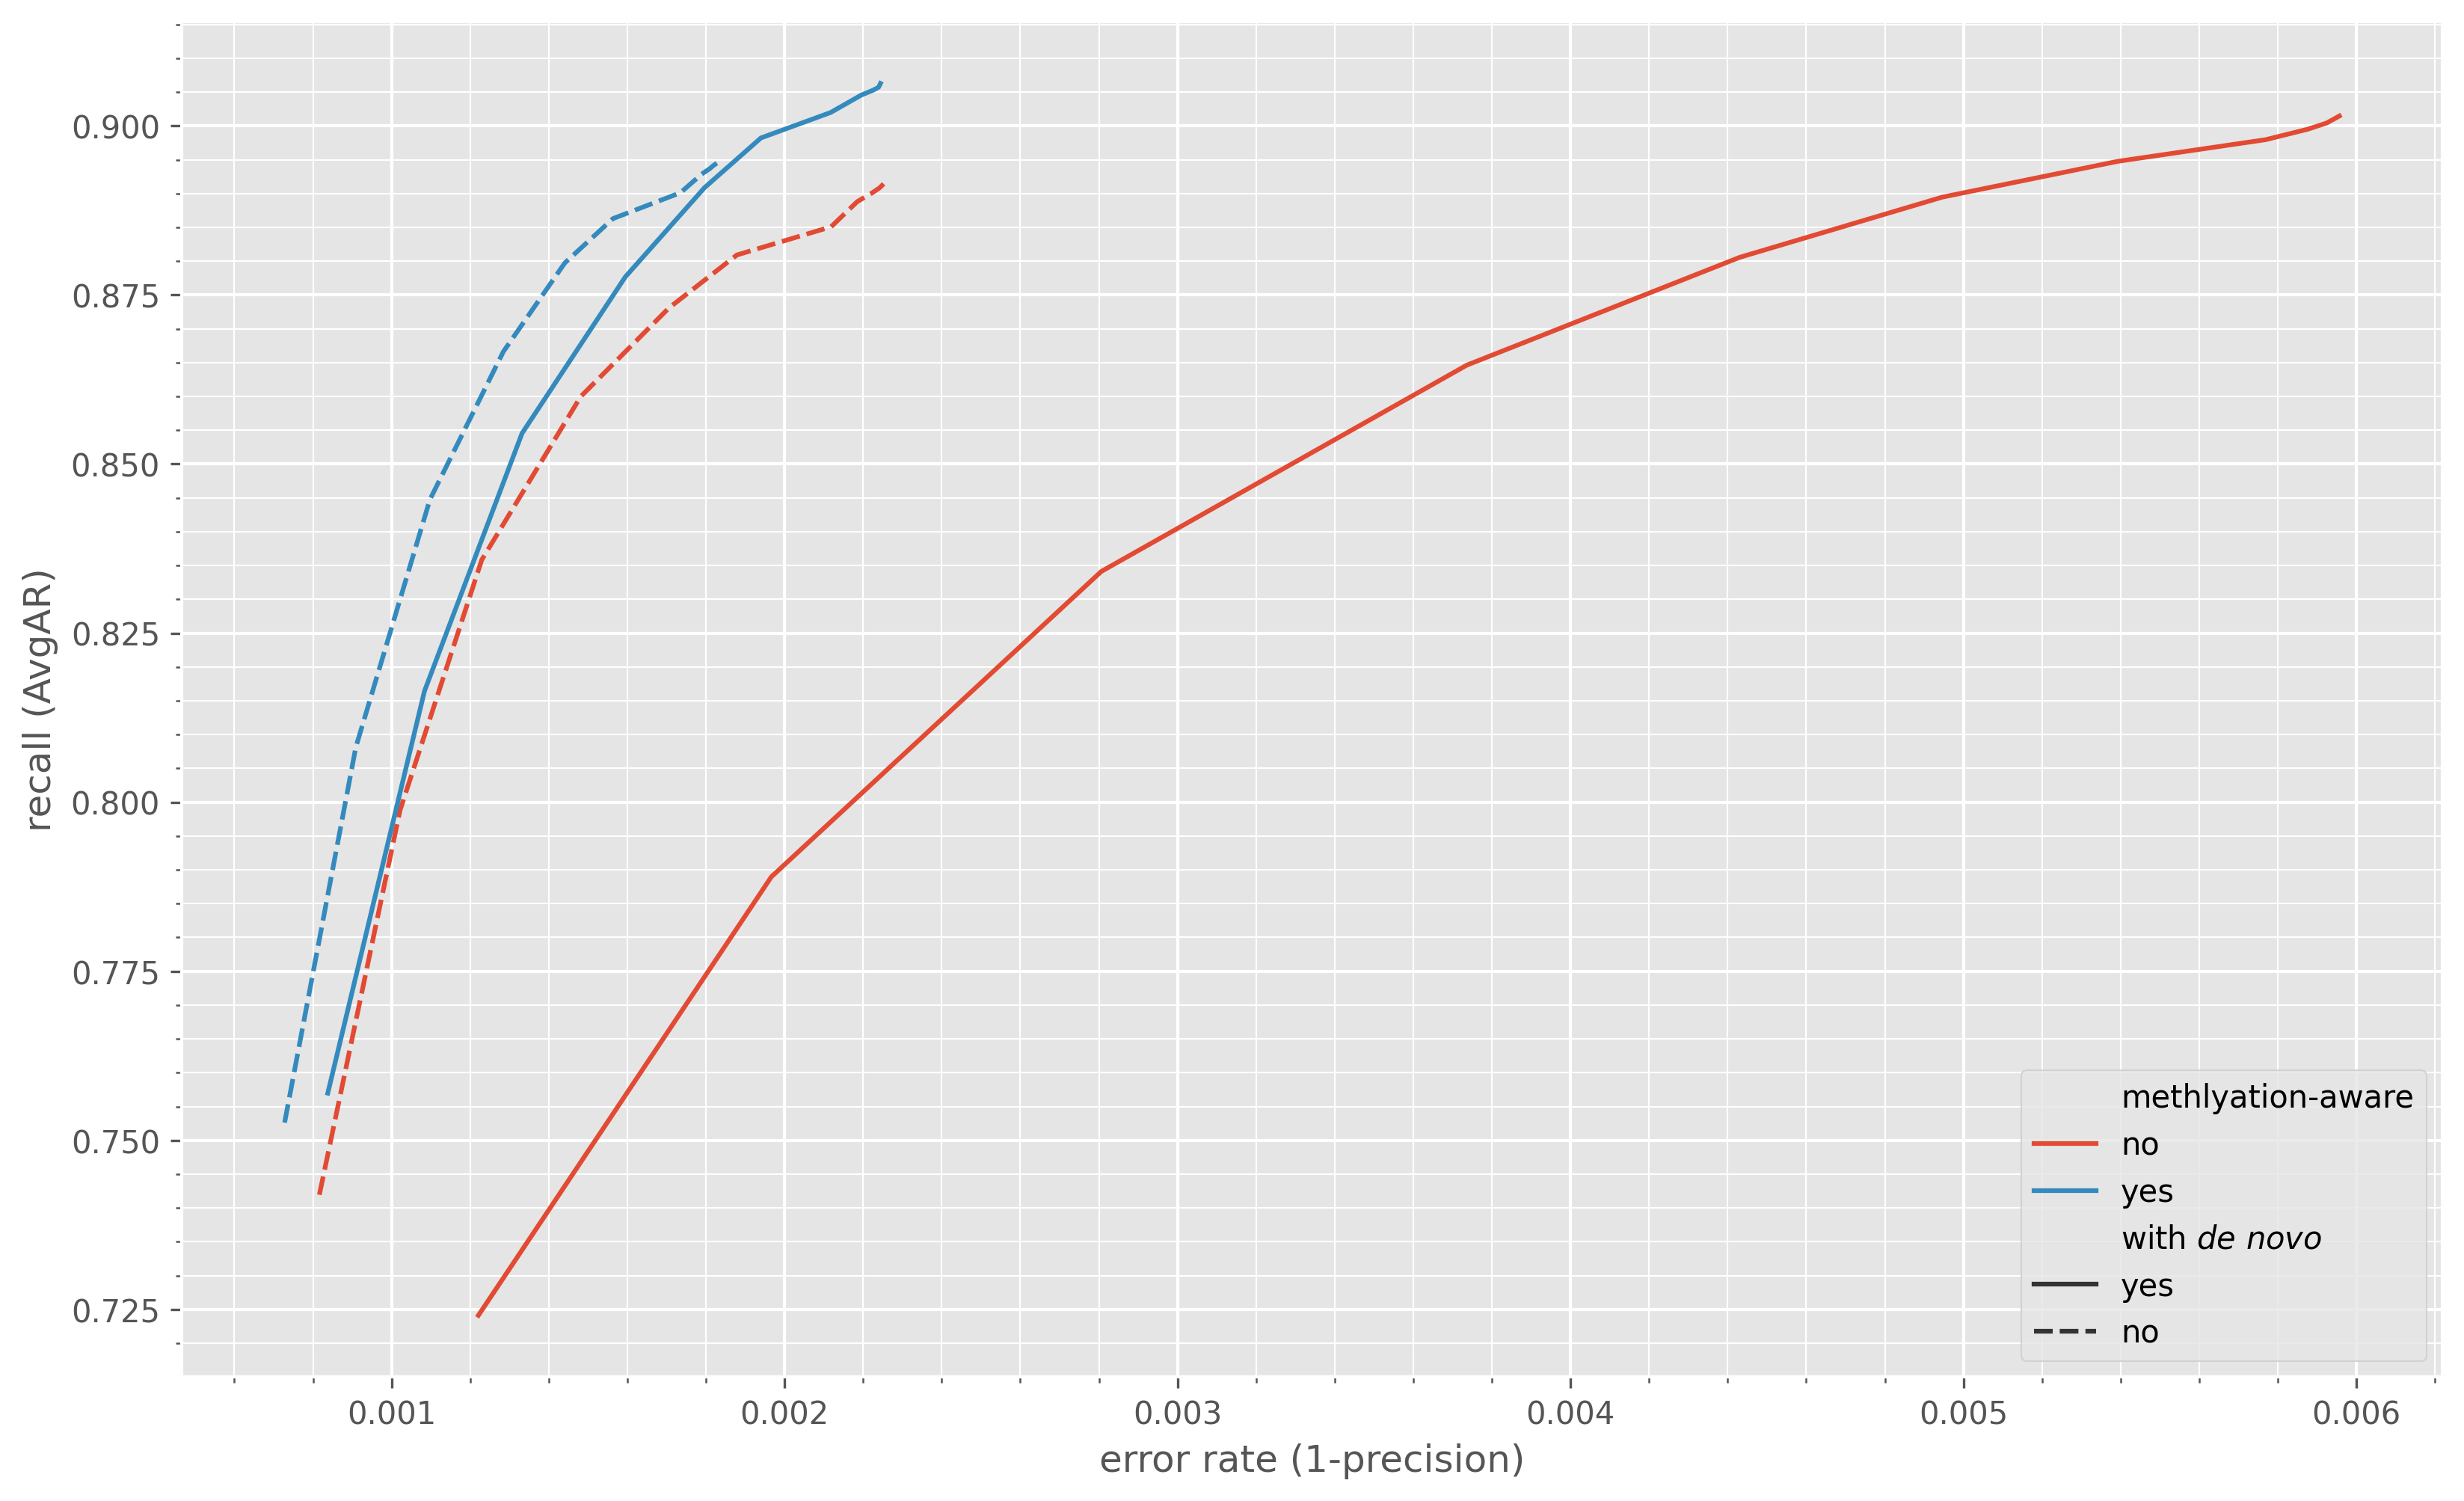 0.900
0.875
0.850
0.825
0.800
0.775
0.750
0.725
recall (AvgAR)
0.001 0.002 0.003 0.004 0.005 0.006
error rate (1-precision)
methlyation-aware
no
yes
with de novo
yes
no